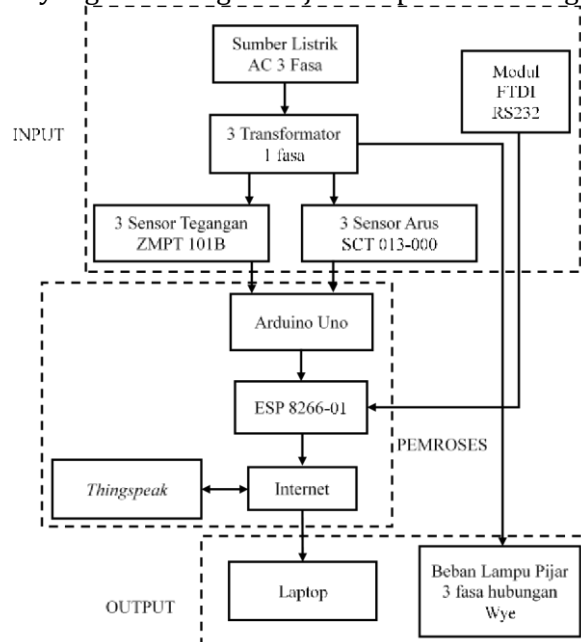 Sumber Listrik
AC 3 Fasa
Modul
FTDI
RS232
INPUT
3 Transformator
1 fasa
3 Sensor Tegangan
ZMPT 101B
3 Sensor Arus
SCT 013-000
Arduino Uno
ESP 8266-01
PEMROSES
Thingspeak
Internet
Laptop
Beban Lampu Pijar
3 fasa hubungan
Wye
OUTPUT